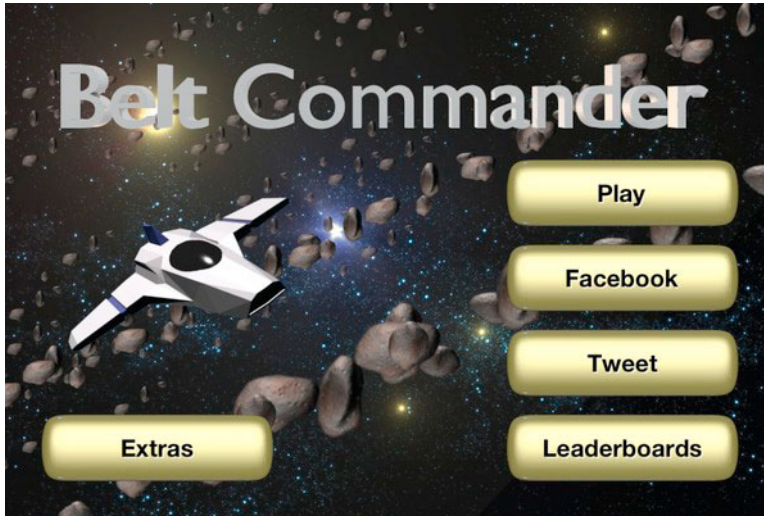 Belt Commander
Play
Facebook
Tweet
Extras
Leaderboards